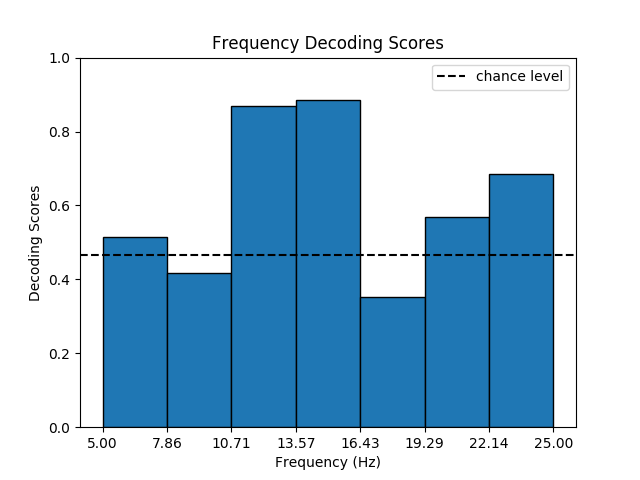 Frequency Decoding Scores
1.0
chance level
0.8
0.6
0.4
0.2
0.0
Decoding Scores
5.00 7.86 10.71 13.57 16.43 19.29 22.14 25.00
Frequency (Hz)